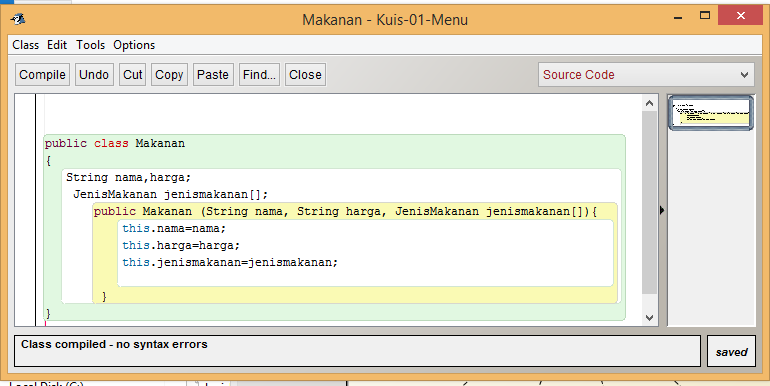 Makanan - Kuis-01-Menu
Class Edit Tools Options
Compile Undo Cut Copy Paste Find... Close Source Code
public class Makanan
{
String nama,harga;
JenisMakanan jenismakanan[];
public Makanan (String nama, String harga, JenisMakanan jenismakanan[]){
this.nama=nama;
this.harga=harga;
this.jenismakanan=jenismakanan;
}
}
Class compiled - no syntax errors
saved